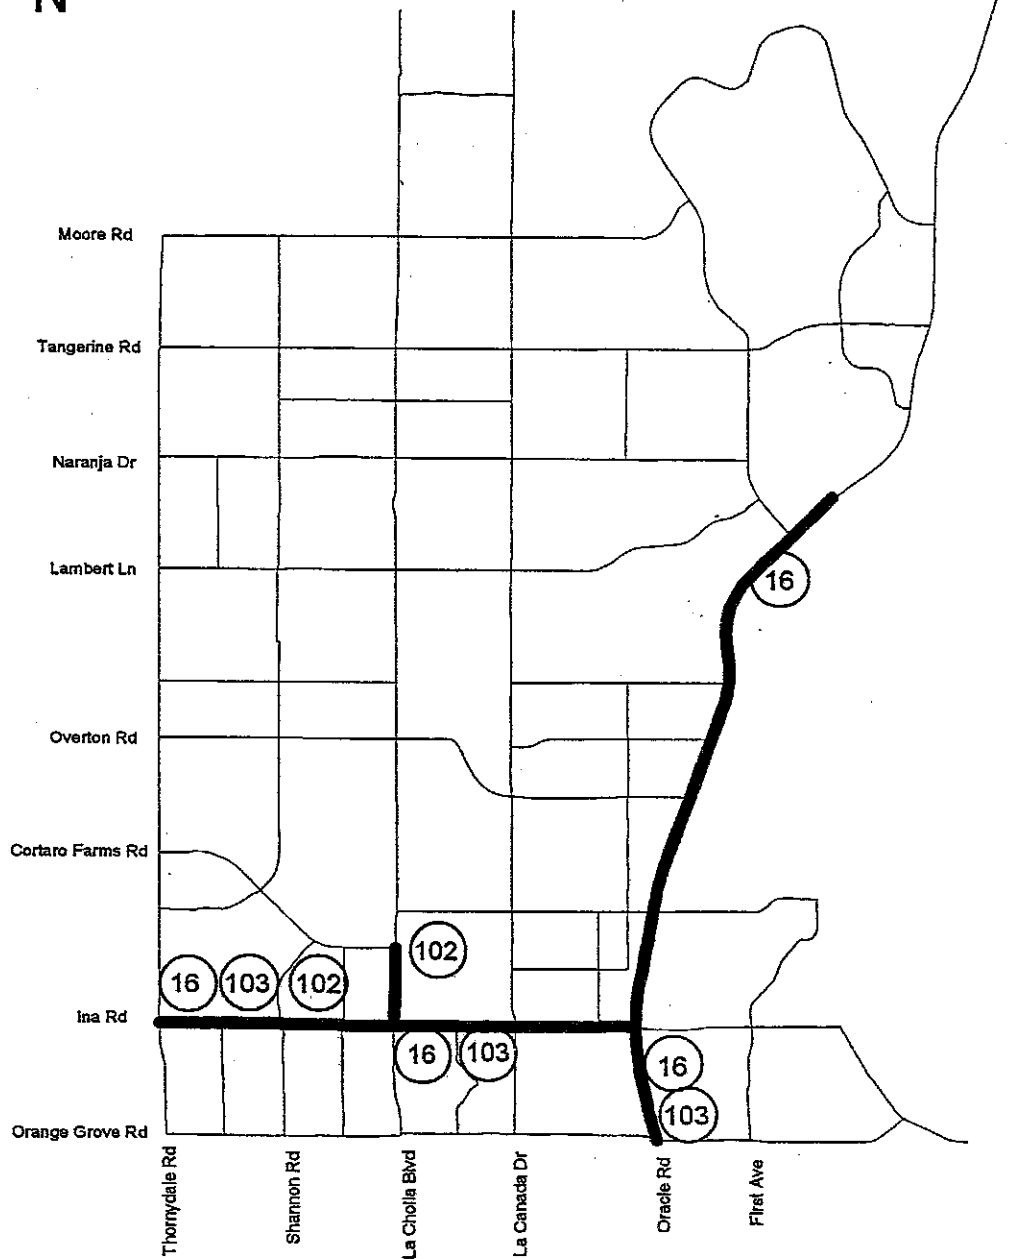 N
Moore Rd
Tangerine Rd
Naranja Dr
Lambert Ln
16
Overton Rd
Cortaro Farms Rd
102
16 103 102
Ina Rd
16 103
16
103
Orange Grove Rd
Thornydale Rd
Shannon Rd
La Cholla Blvd
La Canada Dr
Oracle Rd
First Ave